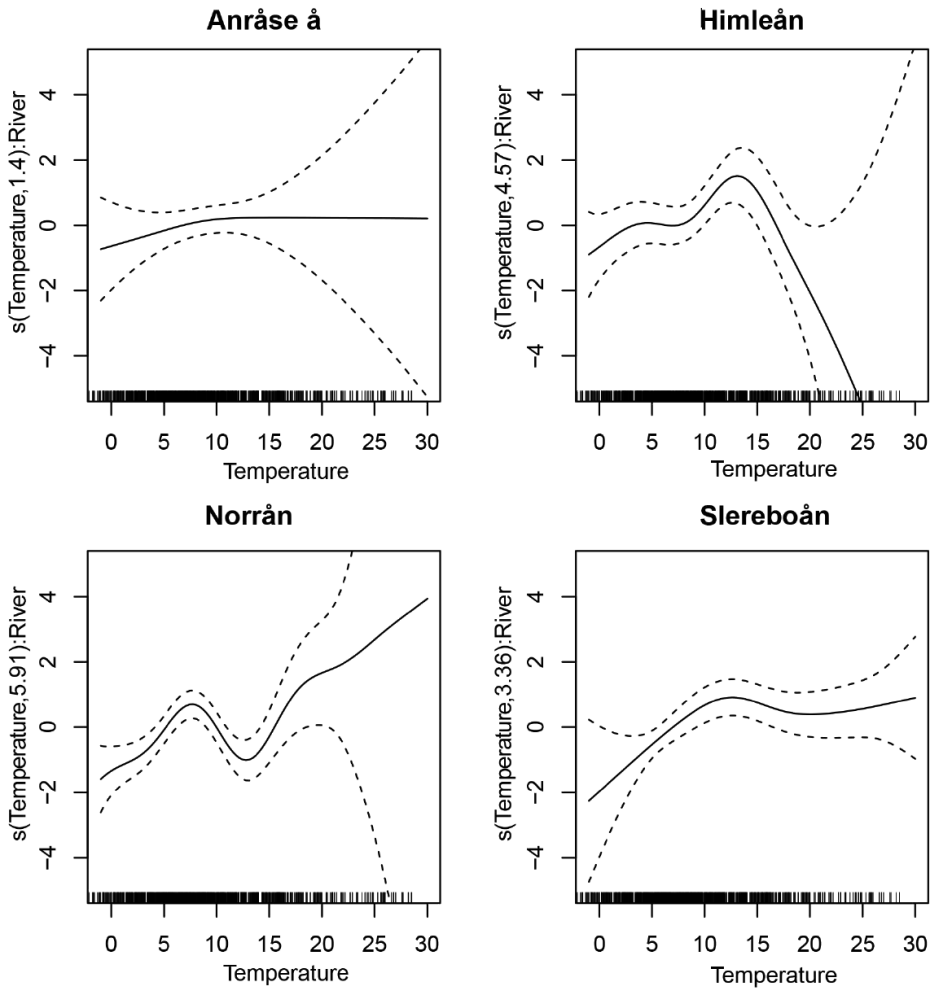 Anråse å
s(Temperature,1.4):River
4
2
0
−2
−4
0 5 10 15 20 25 30
Temperature
Himleån
s(Temperature,4.57):River
4
2
0
−2
−4
0 5 10 15 20 25 30
Temperature
Norrån
s(Temperature,5.91):River
4
2
0
−2
−4
0 5 10 15 20 25 30
Temperature
Slereboån
s(Temperature,3.36):River
4
2
0
−2
−4
0 5 10 15 20 25 30
Temperature